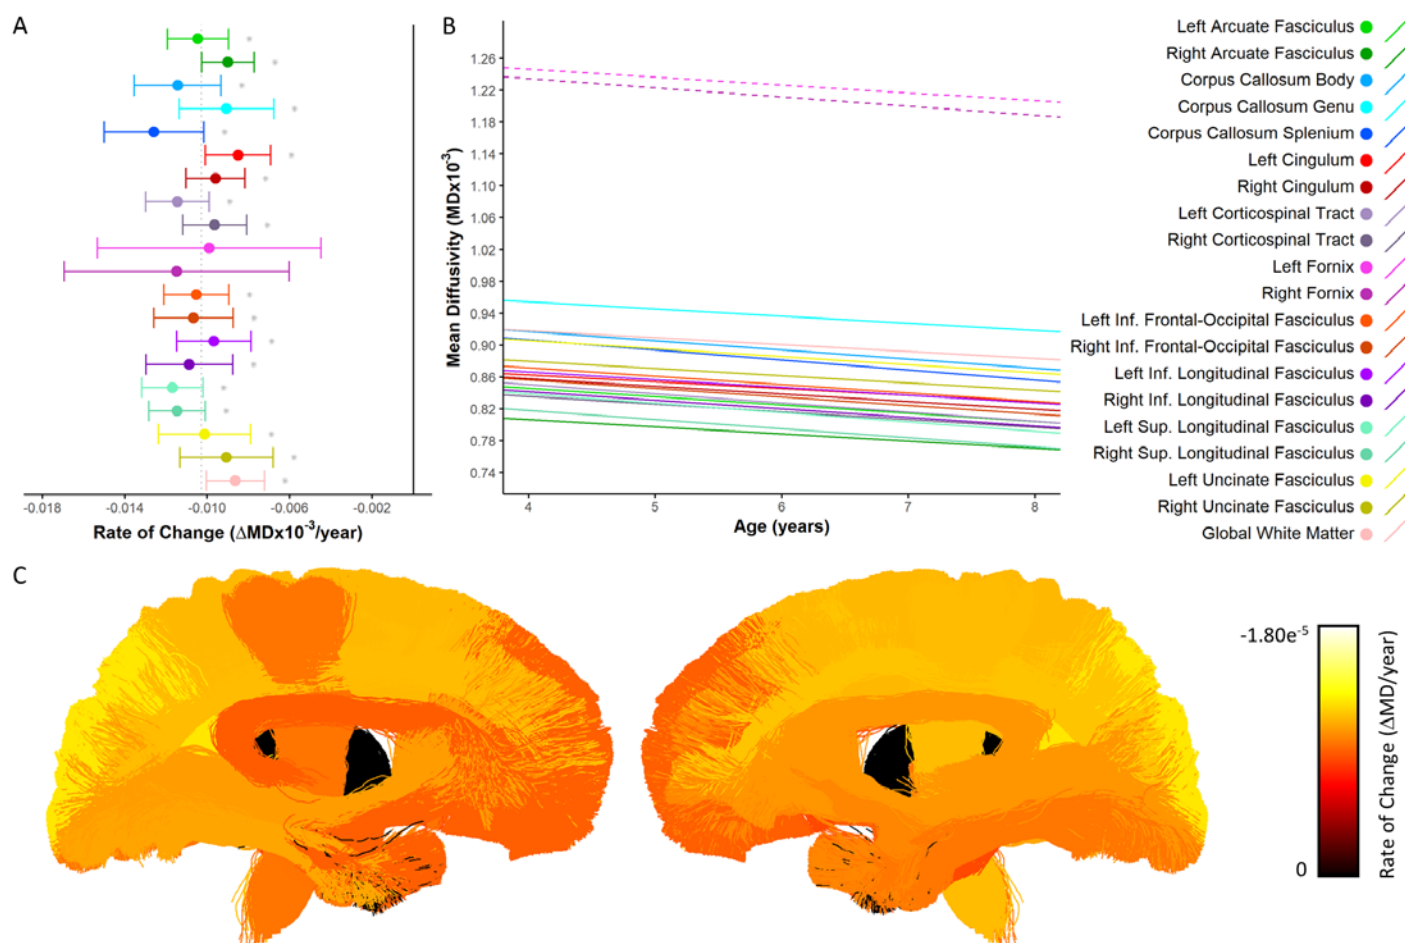 A
B
Left Arcuate Fasciculus
Right Arcuate Fasciculus
Corpus Callosum Body
Corpus Callosum Genu
Corpus Callosum Splenium
Left Cingulum
Right Cingulum
Left Corticospinal Tract
Right Corticospinal Tract
Left Fornix
Right Fornix
Left Inf. Frontal-Occipital Fasciculus
Right Inf. Frontal-Occipital Fasciculus
Left Inf. Longitudinal Fasciculus
Right Inf. Longitudinal Fasciculus
Left Sup. Longitudinal Fasciculus
Right Sup. Longitudinal Fasciculus
Left Uncinate Fasciculus
Right Uncinate Fasciculus
Global White Matter
* * * * * * * * * * * * * * * * * *
-0.018 -0.014 -0.010 -0.006 -0.002
Rate of Change (ΔMDx10⁻³/year)
Mean Diffusivity (MDx10⁻³)
1.26
1.22
1.18
1.14
1.10
1.06
1.02
0.98
0.94
0.90
0.86
0.82
0.78
0.74
4 5 6 7 8
Age (years)
C
-1.80e⁻⁵
0
Rate of Change (ΔMD/year)